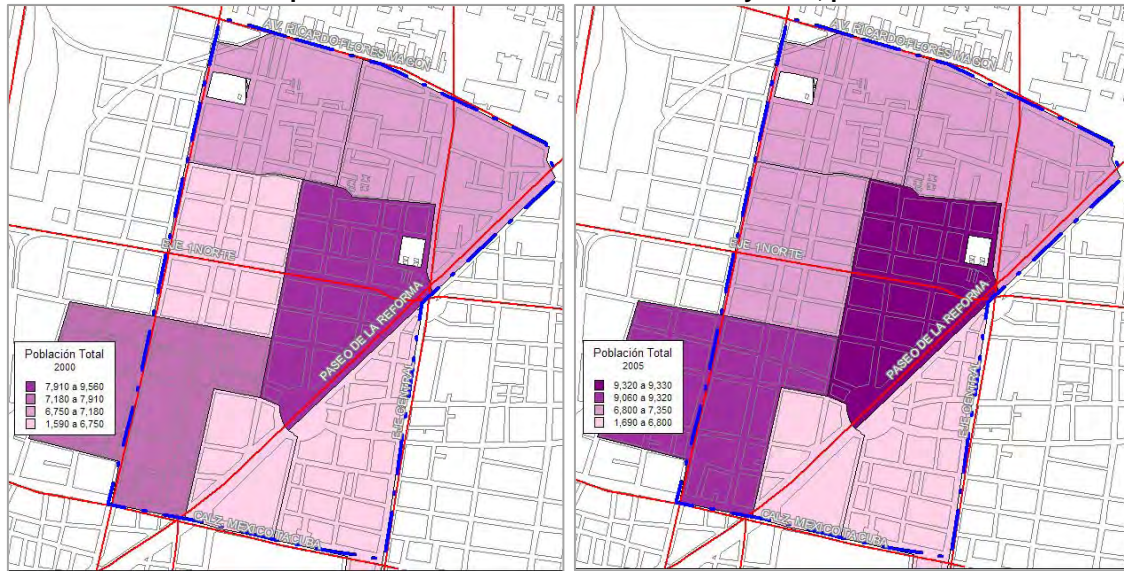 AV. RICARDO FLORES MAGON
EJE 1 NORTE
PASEO DE LA REFORMA
EJE CENTRAL
CALZ. MEXICO TACUBA
Población Total
2000
7,910 a 9,560
7,180 a 7,910
6,750 a 7,180
1,590 a 6,750
AV. RICARDO FLORES MAGON
EJE 1 NORTE
PASEO DE LA REFORMA
EJE CENTRAL
CALZ. MEXICO TACUBA
Población Total
2005
9,320 a 9,330
9,060 a 9,320
6,800 a 7,350
1,690 a 6,800